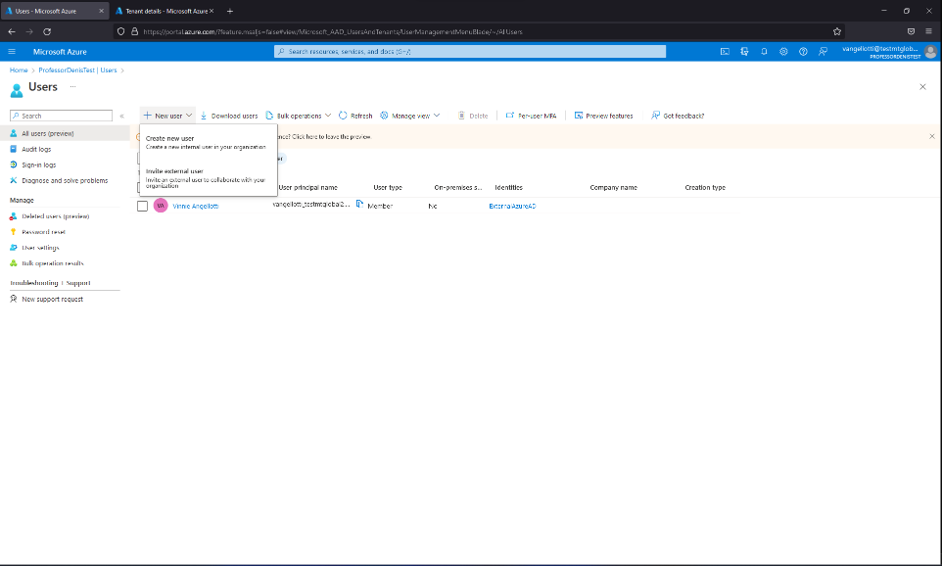 Users - Microsoft Azure
Tenant details - Microsoft Azure
https://portal.azure.com/?feature.msaljs=false#view/Microsoft_AAD_UsersAndTenants/UserManagementMenuBlade/~/AllUsers
Microsoft Azure
Search resources, services, and docs (G+/)
vangeliotti@testmtglob...
PROFESSORDENISTEST
Home > ProfessorDenisTest | Users >
Users ...
Search
New user
Download users
Bulk operations
Refresh
Manage view
Delete
Per-user MFA
Preview features
Got feedback?
All users (preview)
Audit logs
Sign-in logs
Diagnose and solve problems
Manage
Deleted users (preview)
Password reset
User settings
Bulk operation results
Troubleshooting + Support
New support request
Create new user
Create a new internal user in your organization.
Invite external user
Invite an external user to collaborate with your
organization
Click here to leave the preview.
User principal name
User type
On-premises s...
Identities
Company name
Creation type
VA
Vinnie Angeliotti
Member
No
ExternalAzureAD